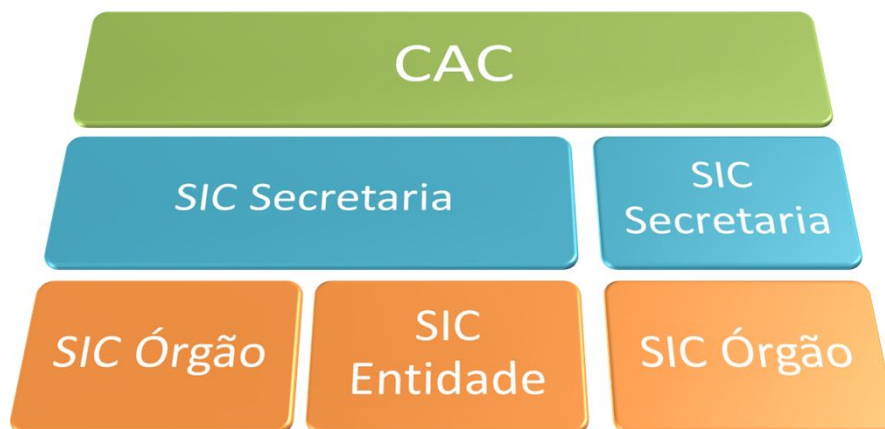 CAC
SIC Secretaria
SIC
Secretaria
SIC Órgão
SIC
Entidade
SIC Órgão